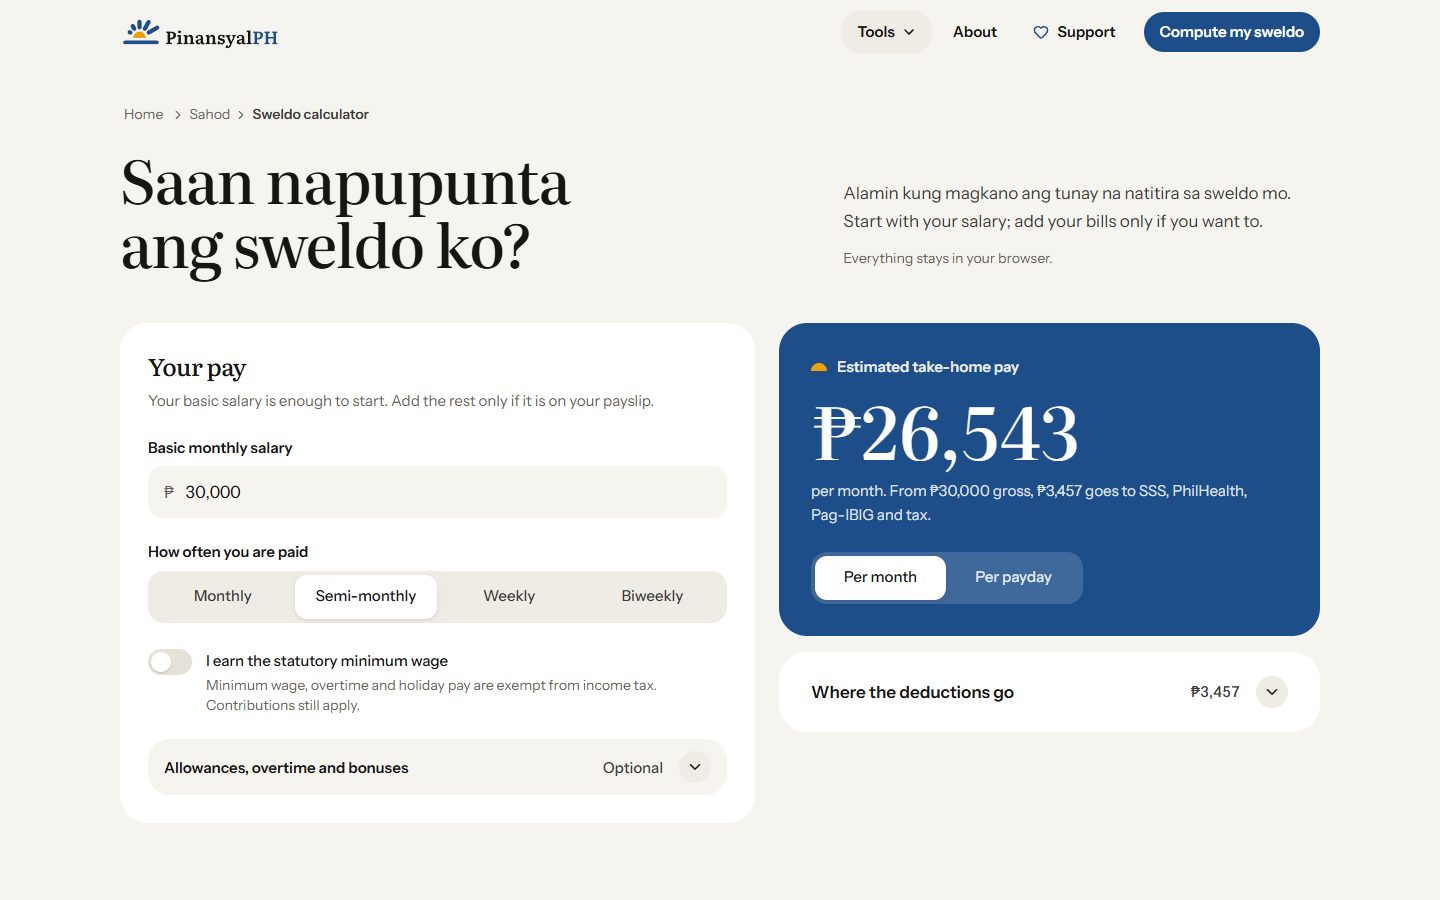 PinansyalPH
Tools
About
Support
Compute my sweldo
Home > Sahod > Sweldo calculator
Saan napupunta
ang sweldo ko?
Alamin kung magkano ang tunay na natitira sa sweldo mo.
Start with your salary; add your bills only if you want to.
Everything stays in your browser.
Your pay
Your basic salary is enough to start. Add the rest only if it is on your payslip.
Basic monthly salary
₱ 30,000
How often you are paid
Monthly
Semi-monthly
Weekly
Biweekly
I earn the statutory minimum wage
Minimum wage, overtime and holiday pay are exempt from income tax.
Contributions still apply.
Allowances, overtime and bonuses
Optional
Estimated take-home pay
₱26,543
per month. From ₱30,000 gross, ₱3,457 goes to SSS, PhilHealth,
Pag-IBIG and tax.
Per month
Per payday
Where the deductions go
₱3,457